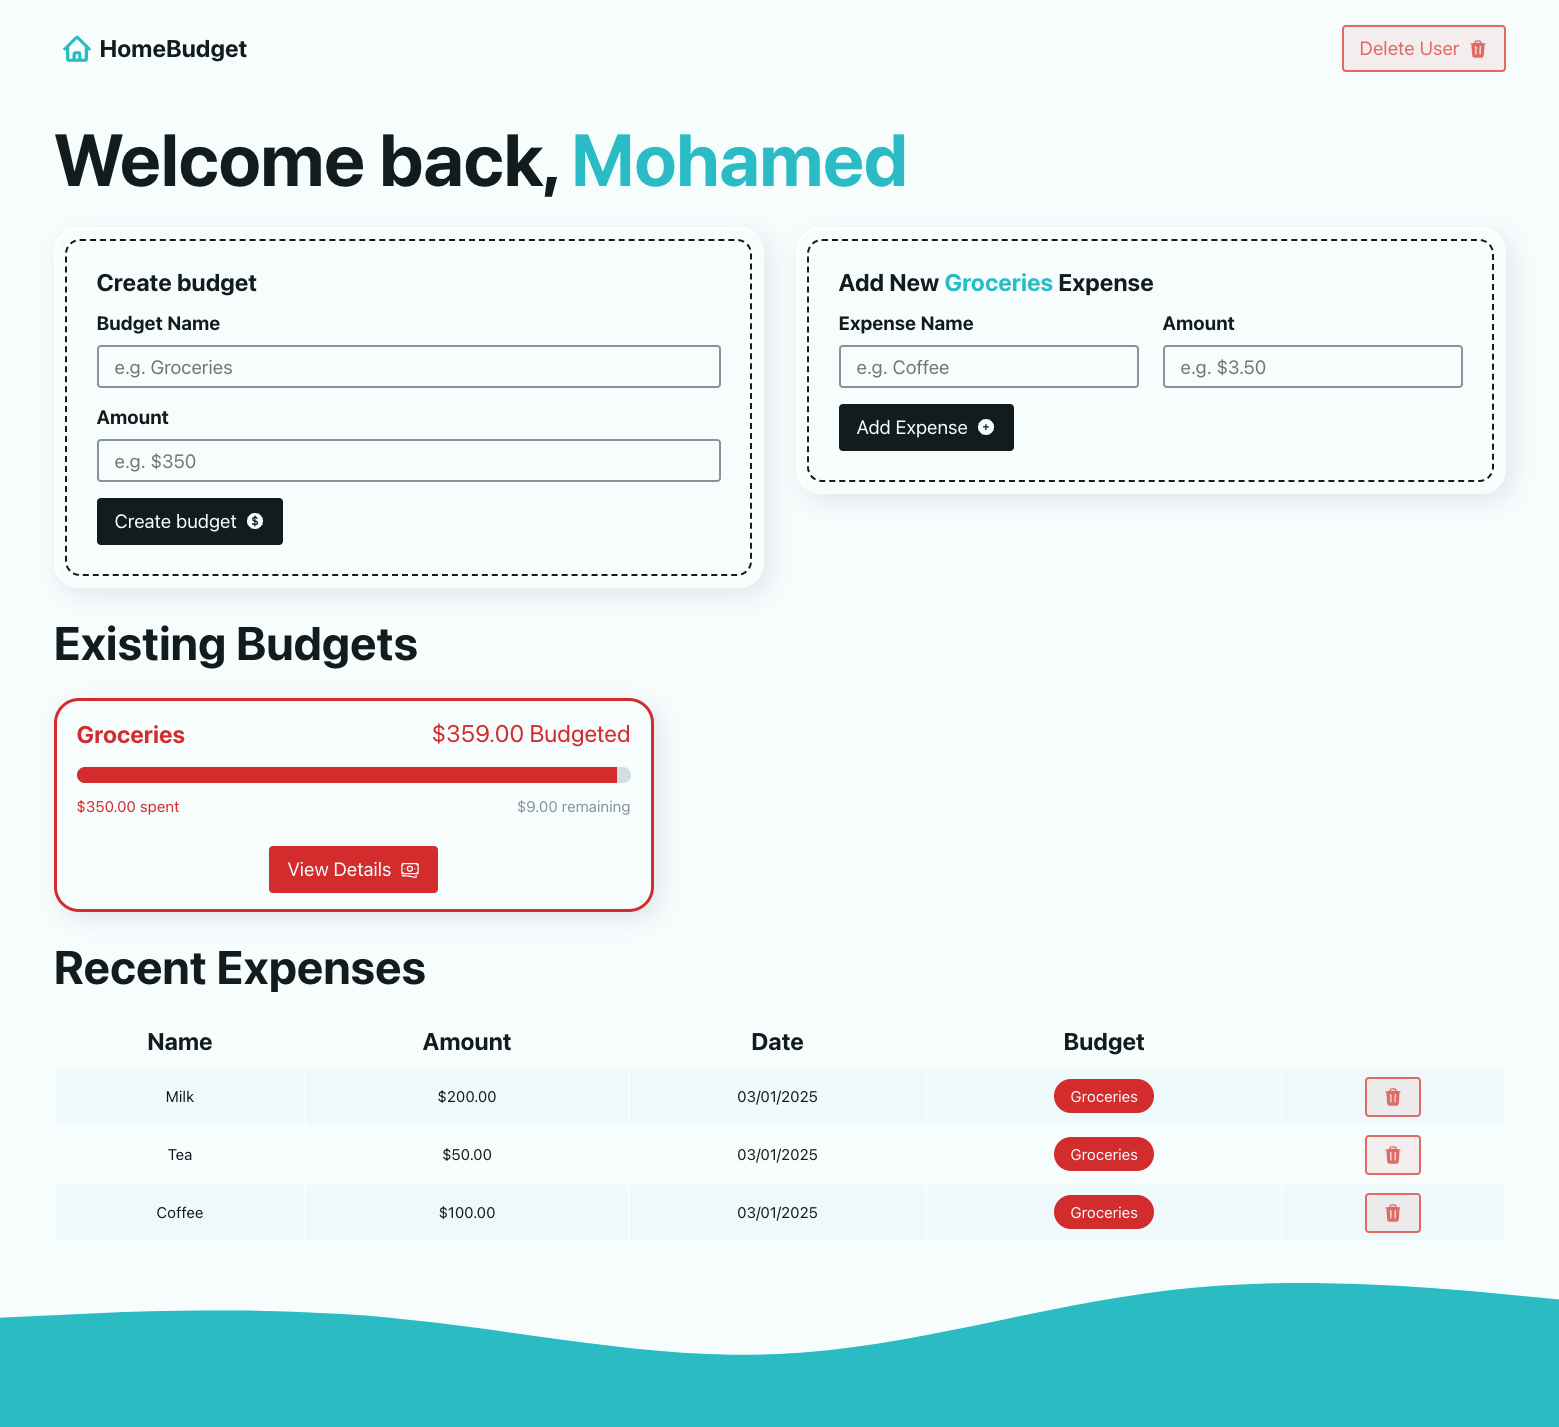 HomeBudget
Delete User
Welcome back, Mohamed
Create budget
Budget Name
e.g. Groceries
Amount
e.g. $350
Create budget
Add New Groceries Expense
Expense Name
Amount
e.g. Coffee
e.g. $3.50
Add Expense
Existing Budgets
Groceries
$359.00 Budgeted
$350.00 spent
$9.00 remaining
View Details
Recent Expenses
Name Amount Date Budget
Milk $200.00 03/01/2025 Groceries
Tea $50.00 03/01/2025 Groceries
Coffee $100.00 03/01/2025 Groceries